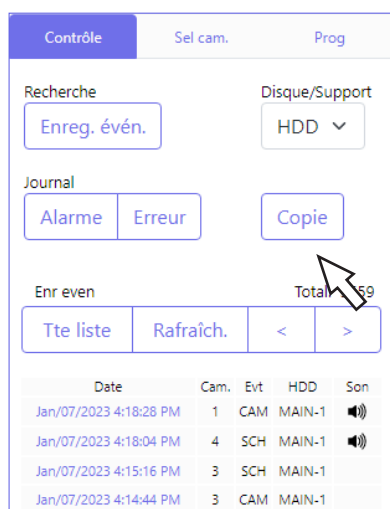 Contrôle Sel cam. Prog
Recherche Disque/Support
Enreg. évén. HDD
Journal
Alarme Erreur Copie
Enr even Total
Tte liste Rafraîch. < >
Date Cam. Evt HDD Son
Jan/07/2023 4:18:28 PM 1 CAM MAIN-1
Jan/07/2023 4:18:04 PM 4 SCH MAIN-1
Jan/07/2023 4:15:16 PM 3 SCH MAIN-1
Jan/07/2023 4:14:44 PM 3 CAM MAIN-1